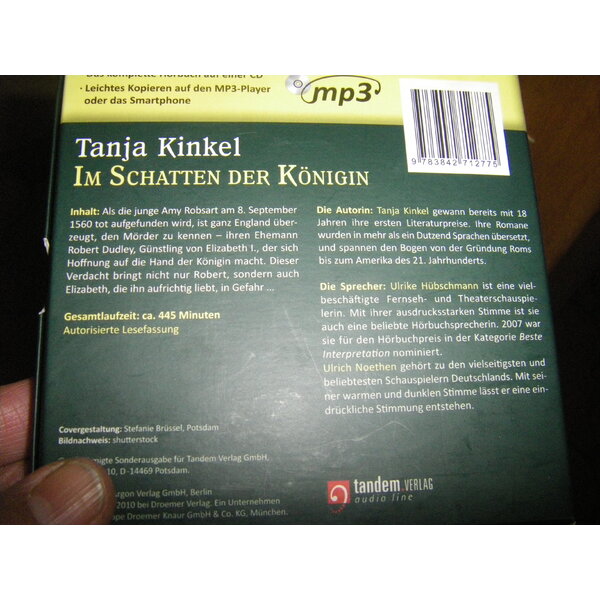 · Das komplette Hörbuch auf einer CD
· Leichtes Kopieren auf den MP3-Player
oder das Smartphone
mp3
9 783842 712775
Tanja Kinkel
IM SCHATTEN DER KÖNIGIN
Inhalt: Als die junge Amy Robsart am 8. September
1560 tot aufgefunden wird, ist ganz England über-
zeugt, den Mörder zu kennen – ihren Ehemann
Robert Dudley, Günstling von Elizabeth I., der sich
Hoffnung auf die Hand der Königin macht. Dieser
Verdacht bringt nicht nur Robert, sondern auch
Elizabeth, die ihn aufrichtig liebt, in Gefahr ...
Gesamtlaufzeit: ca. 445 Minuten
Autorisierte Lesefassung
Die Autorin: Tanja Kinkel gewann bereits mit 18
Jahren ihre ersten Literaturpreise. Ihre Romane
wurden in mehr als ein Dutzend Sprachen übersetzt,
und spannen den Bogen von der Gründung Roms
bis zum Amerika des 21. Jahrhunderts.
Die Sprecher: Ulrike Hübschmann ist eine viel-
beschäftigte Fernseh- und Theaterschauspie-
lerin. Mit ihrer ausdrucksstarken Stimme ist sie
auch eine beliebte Hörbuchsprecherin. 2007 war
sie für den Hörbuchpreis in der Kategorie Beste
Interpretation nominiert.
Ulrich Noethen gehört zu den vielseitigsten und
beliebtesten Schauspielern Deutschlands. Mit sei-
ner warmen und dunklen Stimme lässt er eine ein-
drückliche Stimmung entstehen.
Covergestaltung: Stefanie Brüssel, Potsdam
Bildnachweis: shutterstock
migte Sonderausgabe für Tandem Verlag GmbH,
10, D -14469 Potsdam.
Argon Verlag GmbH, Berlin
2010 bei Droemer Verlag. Ein Unternehmen
ppe Droemer Knaur GmbH & Co. KG, München.
tandem VERLAG
audio line